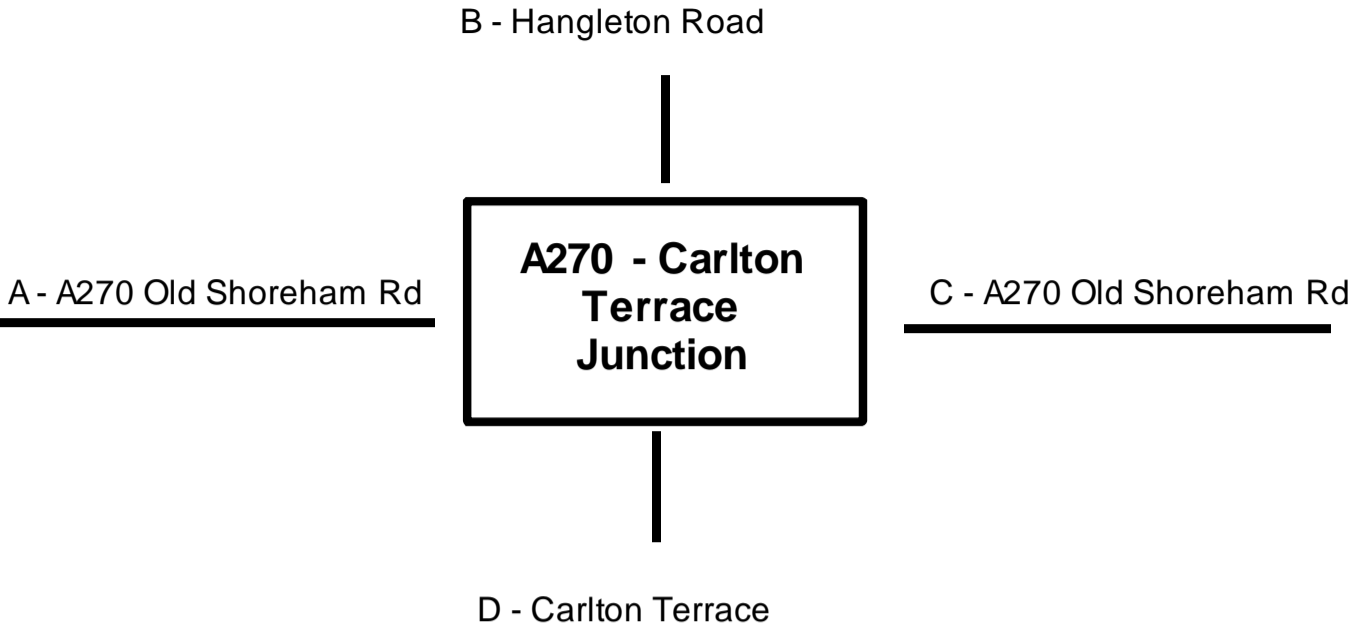 B - Hangleton Road
A - A270 Old Shoreham Rd
A270 - Carlton
Terrace
Junction
C - A270 Old Shoreham Rd
D - Carlton Terrace